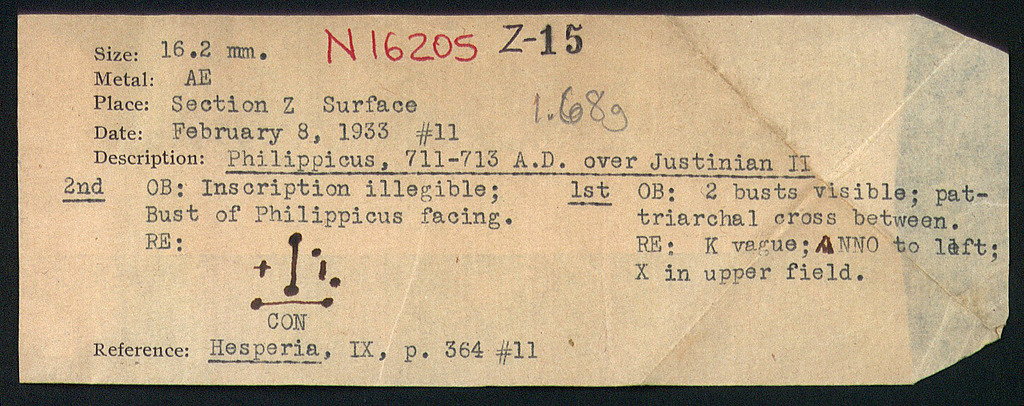 N16205 Z-15
Size: 16.2 mm.
Metal: AE
1.68g
Place: Section Z Surface
Date: February 8, 1933 #11
Description: Philippicus, 711-713 A.D. over Justinian II
2nd OB: Inscription illegible;
Bust of Philippicus facing.
RE:
CON
1st OB: 2 busts visible; pat-
triarchal cross between.
RE: K vague; ANNO to left;
X in upper field.
Reference: Hesperia, IX, p. 364 #11